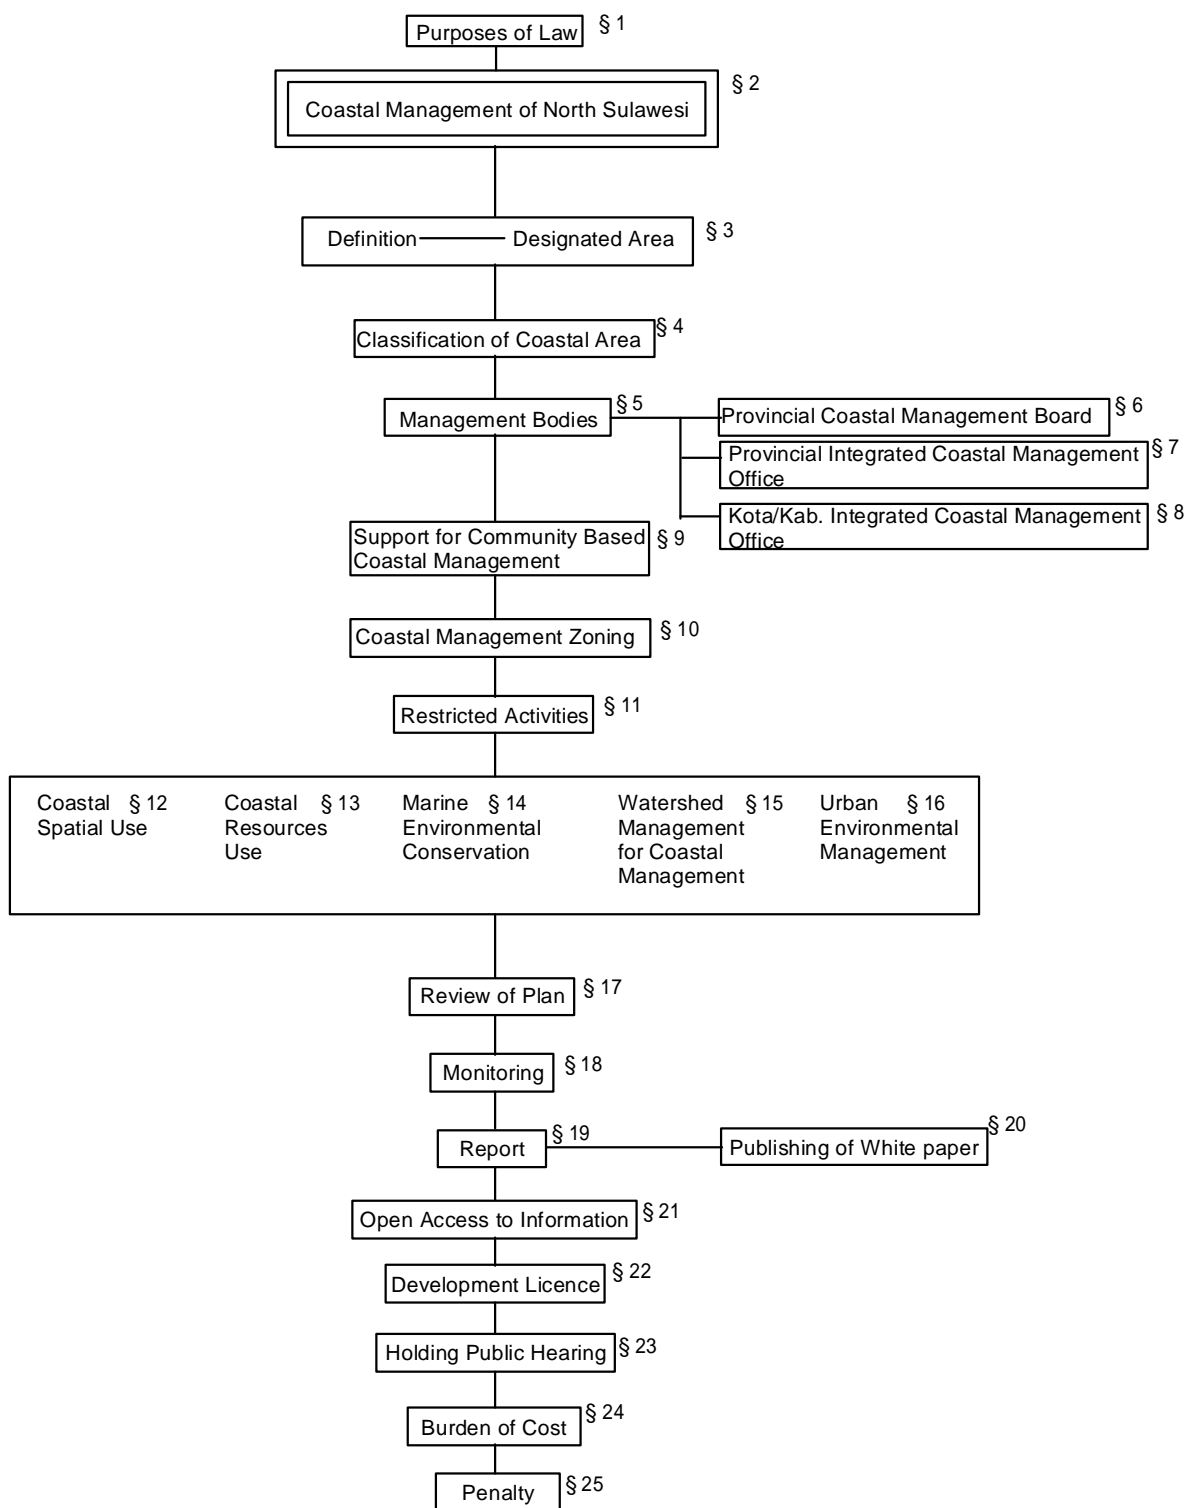 Purposes of Law § 1
Coastal Management of North Sulawesi § 2
Definition Designated Area § 3
Classification of Coastal Area § 4
Management Bodies § 5
Provincial Coastal Management Board § 6
Provincial Integrated Coastal Management § 7
Office
Kota/Kab. Integrated Coastal Management § 8
Office
Support for Community Based § 9
Coastal Management
Coastal Management Zoning § 10
Restricted Activities § 11
Coastal § 12
Spatial Use
Coastal § 13
Resources
Use
Marine § 14
Environmental
Conservation
Watershed § 15
Management
for Coastal
Management
Urban § 16
Environmental
Management
Review of Plan § 17
Monitoring § 18
Report § 19
Publishing of White paper § 20
Open Access to Information § 21
Development Licence § 22
Holding Public Hearing § 23
Burden of Cost § 24
Penalty § 25